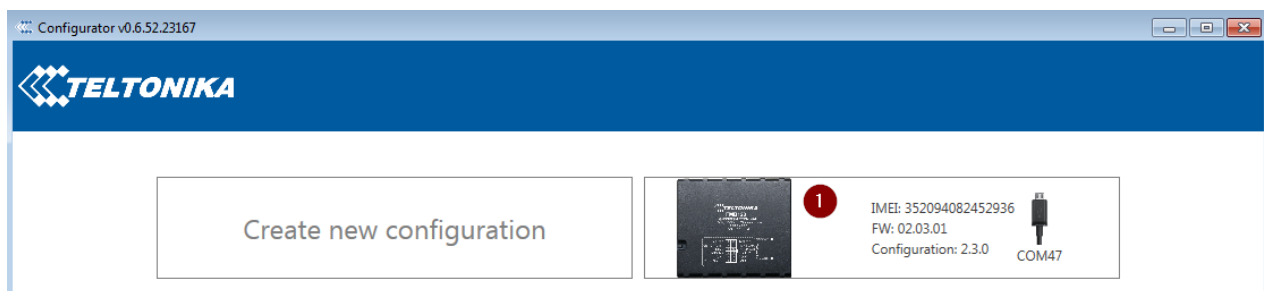 Configurator v0.6.52.23167
TELTONIKA
Create new configuration
TELTONIKA
1
IMEI: 352094082452936
FW: 02.03.01
Configuration: 2.3.0
COM47